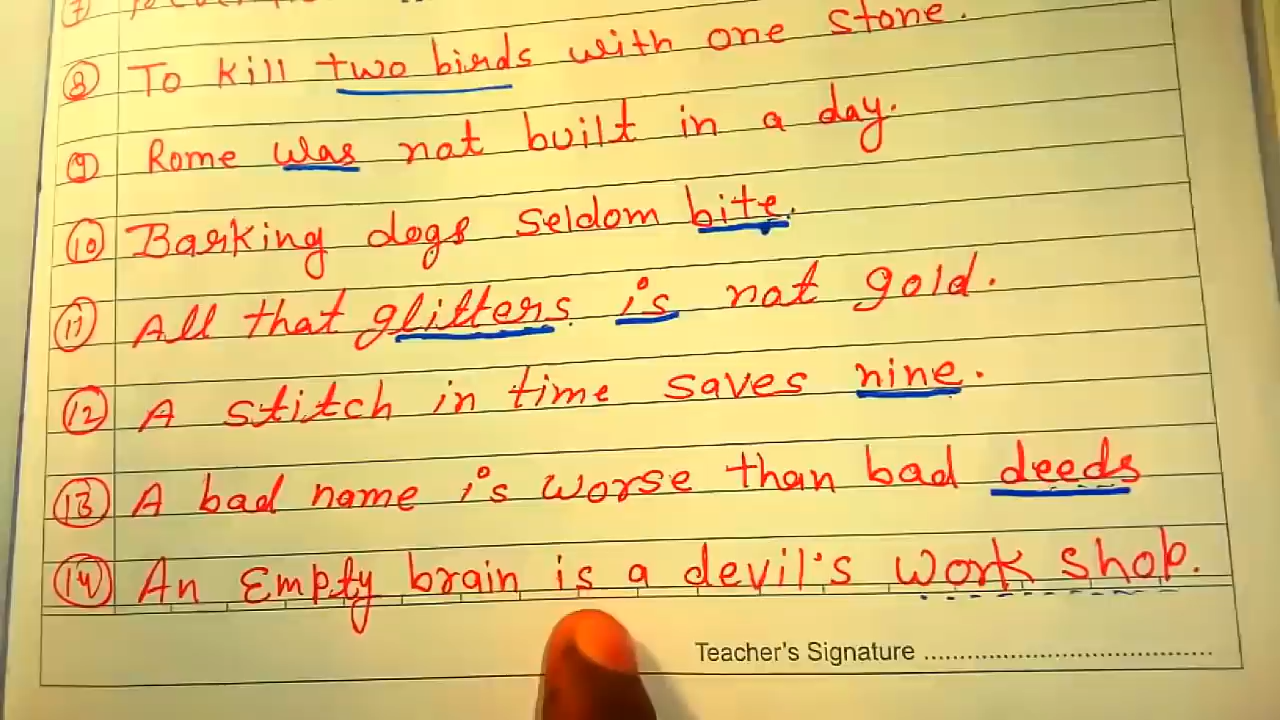 7
8 To kill two birds with one stone.
9 Rome was not built in a day.
10 Barking dogs seldom bite.
11 All that glitters is not gold.
12 A stitch in time saves nine.
13 A bad name is worse than bad deeds
14 An Empty brain is a devil's work shop.
Teacher's Signature ........................................